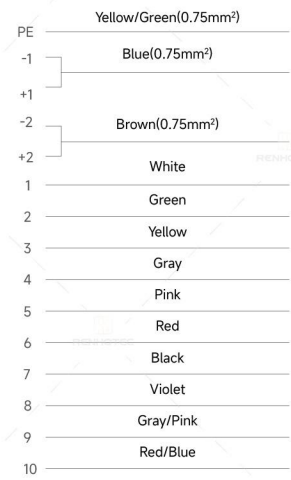 Yellow/Green(0.75mm²)
PE
Blue(0.75mm²)
-1
+1
-2
Brown(0.75mm²)
+2
White
1
Green
2
Yellow
3
Gray
4
Pink
5
Red
6
Black
7
Violet
8
Gray/Pink
9
Red/Blue
10